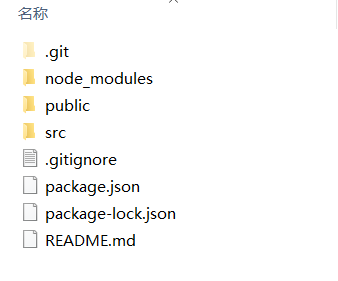 名称
.git
node_modules
public
src
.gitignore
package.json
package-lock.json
README.md